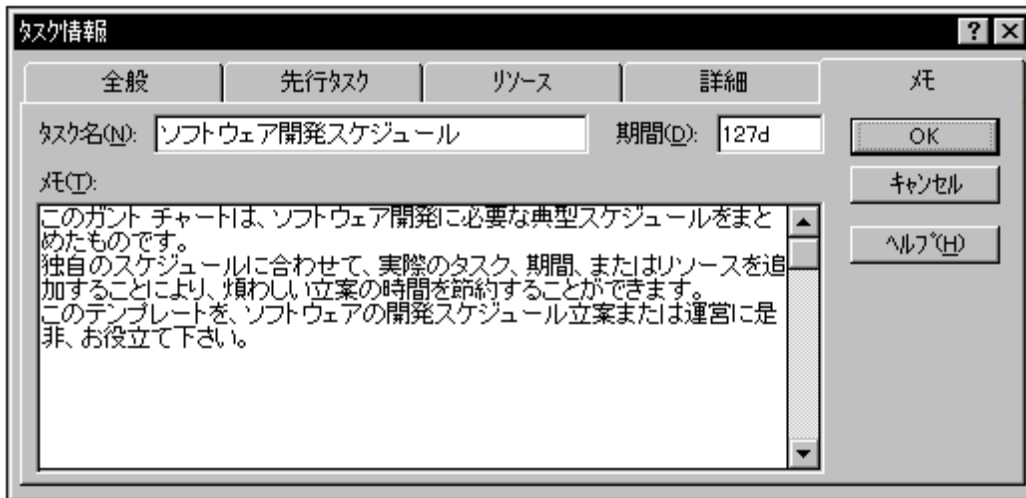 ﾀｽｸ情報
全般
先行ﾀｽｸ
ﾘｿｰｽ
詳細
ﾒﾓ
ﾀｽｸ名(N):
ソフトウェア開発スケジュール
期間(D):
127d
OK
ﾒﾓ(T):
ｷｬﾝｾﾙ
ﾍﾙﾌﾟ(H)
このガント チャートは、ソフトウェア開発に必要な典型スケジュールをまと
めたものです。
独自のスケジュールに合わせて、実際のタスク、期間、またはリソースを追
加することにより、煩わしい立案の時間を節約することができます。
このテンプレートを、ソフトウェアの開発スケジュール立案または運営に是
非、お役立て下さい。